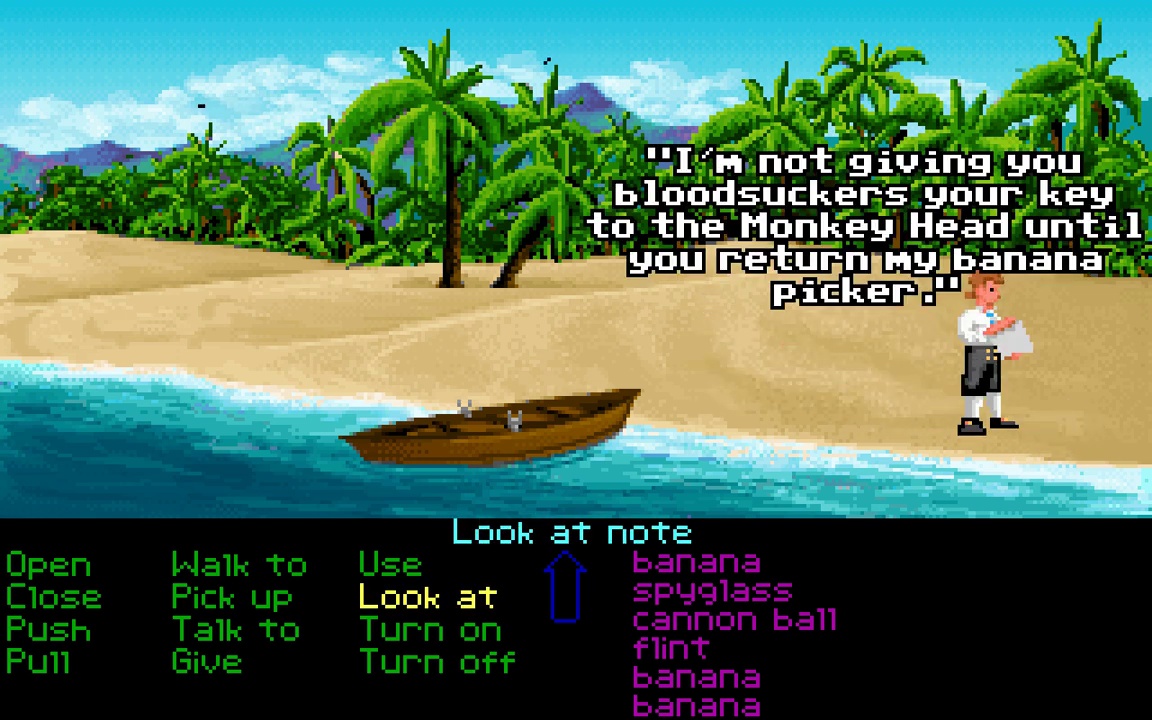 "I'm not giving you
bloodsuckers your key
to the Monkey Head until
you return my banana
picker."
Look at note
Open Walk to Use banana
Close Pick up Look at spyglass
Push Talk to Turn on cannon ball
Pull Give Turn off flint
banana
banana